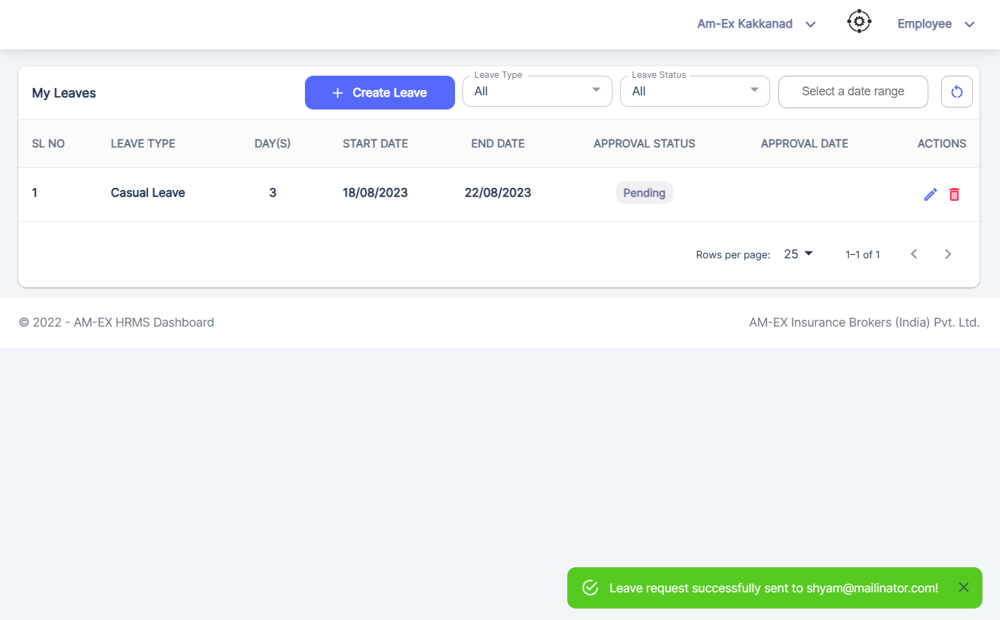 Am-Ex Kakkanad Employee
My Leaves + Create Leave Leave Type All Leave Status All Select a date range
SL NO LEAVE TYPE DAY(S) START DATE END DATE APPROVAL STATUS APPROVAL DATE ACTIONS
1 Casual Leave 3 18/08/2023 22/08/2023 Pending
Rows per page: 25 1–1 of 1
© 2022 - AM-EX HRMS Dashboard AM-EX Insurance Brokers (India) Pvt. Ltd.
Leave request successfully sent to shyam@mailinator.com!